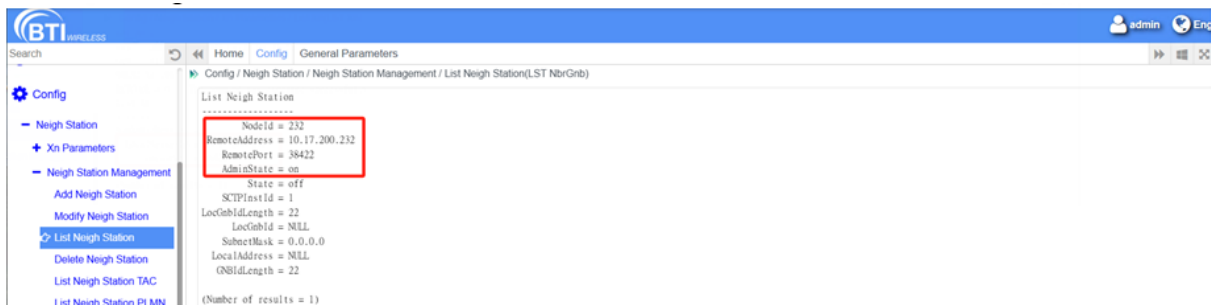 BTI WIRELESS
admin Eng
Search
Home Config General Parameters
Config / Neigh Station / Neigh Station Management / List Neigh Station(LST NbrGnb)
Config
Neigh Station
Xn Parameters
Neigh Station Management
Add Neigh Station
Modify Neigh Station
List Neigh Station
Delete Neigh Station
List Neigh Station TAC
List Neigh Station PLMN
List Neigh Station
------------------
NodeId = 232
RemoteAddress = 10.17.200.232
RemotePort = 38422
AdminState = on
State = off
SCTPInstId = 1
LocGnbIdLength = 22
LocGnbId = NULL
SubnetMask = 0.0.0.0
LocalAddress = NULL
GNBIdLength = 22
(Number of results = 1)